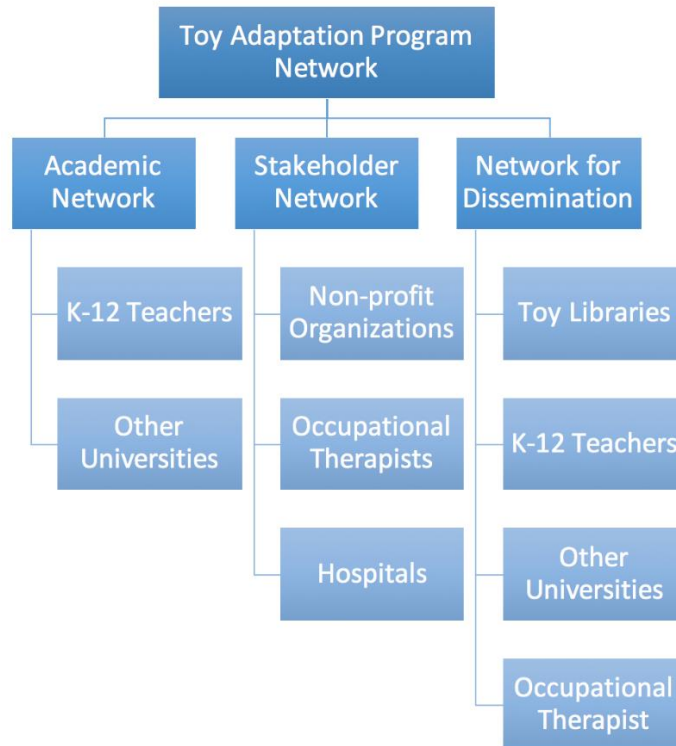 Toy Adaptation Program
Network
Academic
Network
Stakeholder
Network
Network for
Dissemination
K-12 Teachers
Other
Universities
Non-profit
Organizations
Occupational
Therapists
Hospitals
Toy Libraries
K-12 Teachers
Other
Universities
Occupational
Therapist